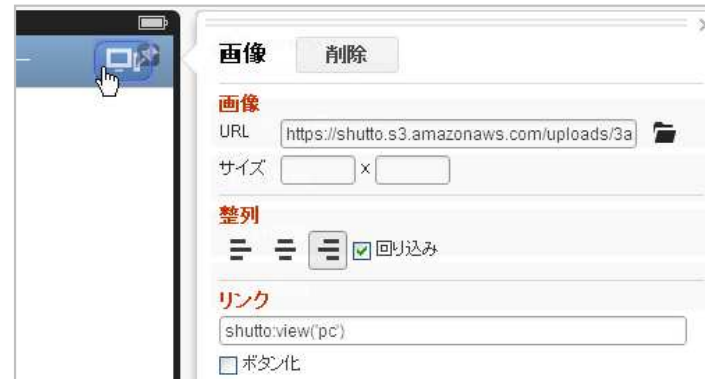 画像 削除
画像
URL https://shutto.s3.amazonaws.com/uploads/3a
サイズ x
整列
回り込み
リンク
shutto:view('pc')
ボタン化